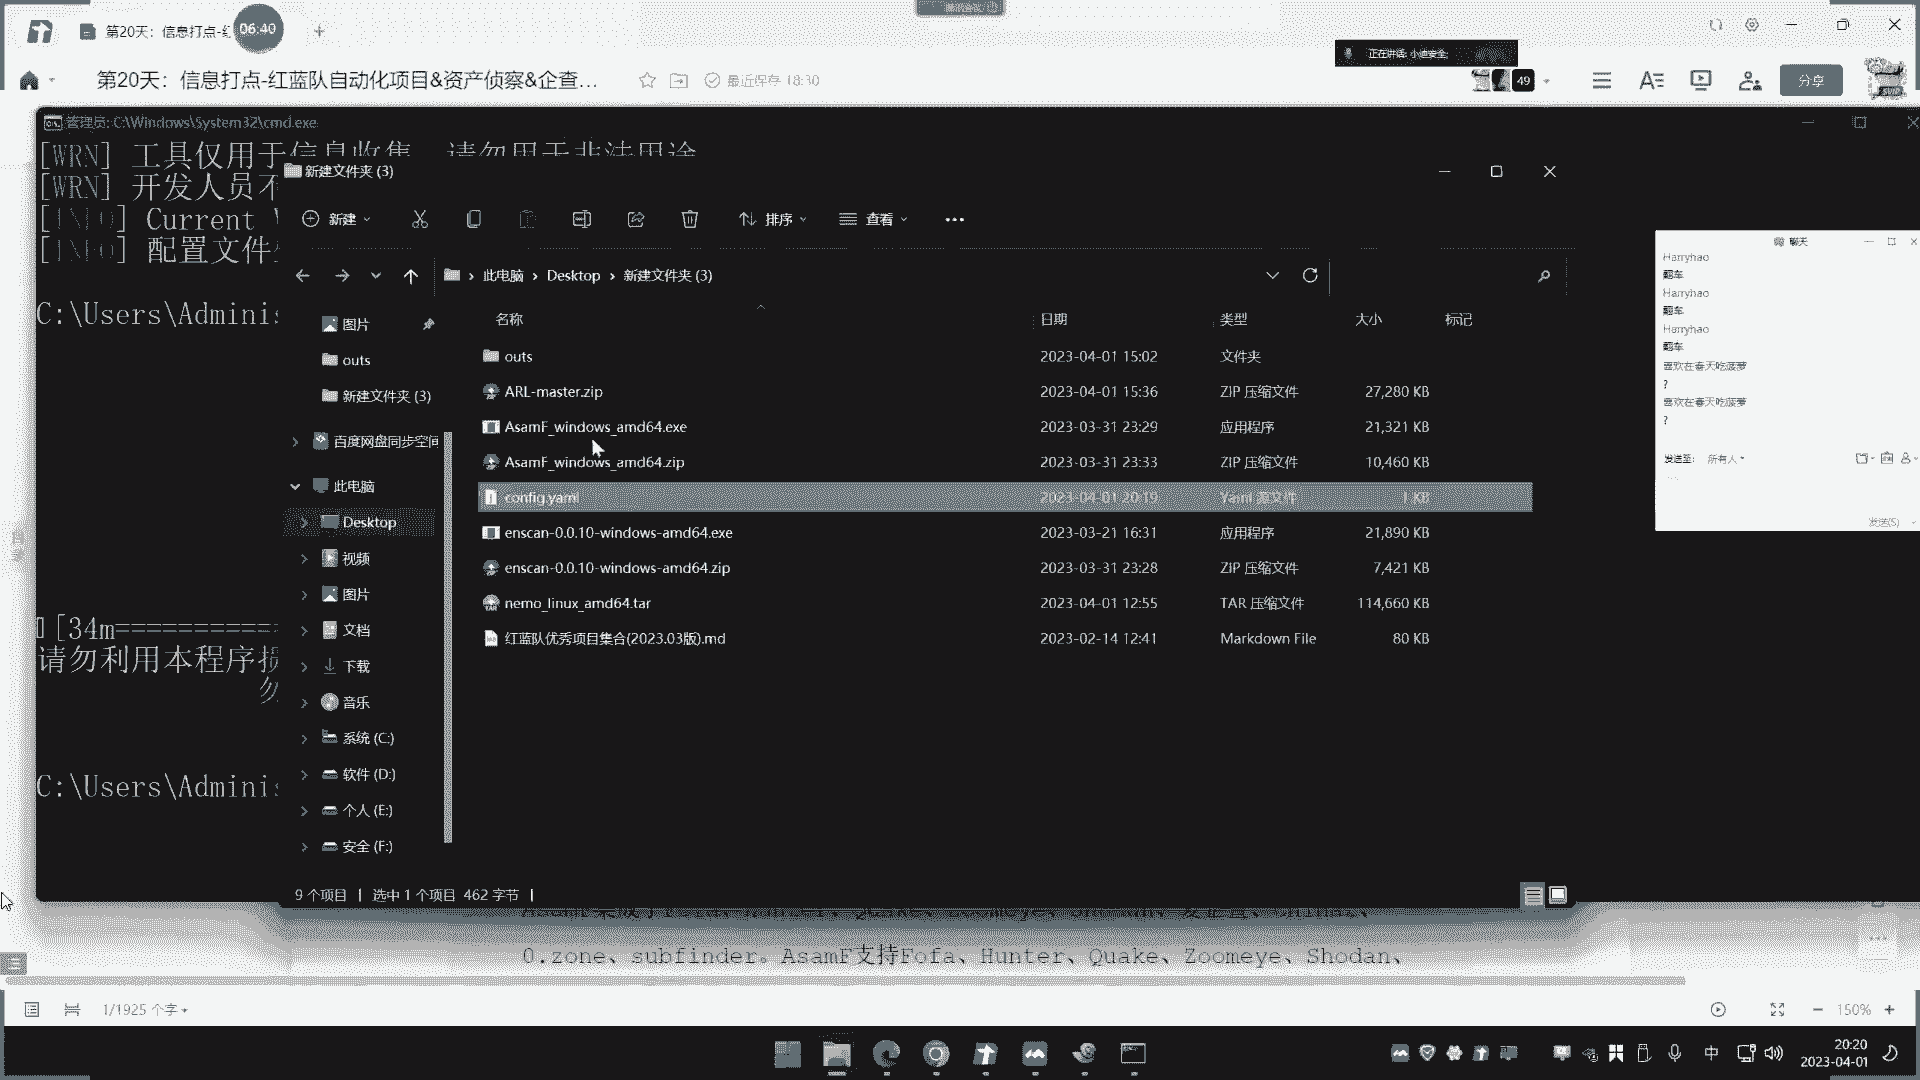 第20天：信息打点-红
06:40
正在讲话: 小迪安全
第20天：信息打点-红蓝队自动化项目&资产侦察&企查...
最近保存 18:30
49
分享
管理员: C:\Windows\System32\cmd.exe
[WRN] 工具仅用于信息收集，请勿用于非法用途
[WRN] 开发人员不
[INFO] Current
[INFO] 配置文件
C:\Users\Adminis
[34m============
请勿利用本程序损
勿
C:\Users\Adminis
新建文件夹 (3)
新建
排序
查看
此电脑 › Desktop › 新建文件夹 (3)
图片
outs
新建文件夹 (3)
百度网盘同步空间
此电脑
Desktop
视频
图片
文档
下载
音乐
系统 (C:)
软件 (D:)
个人 (E:)
安全 (F:)
名称 日期 类型 大小 标记
outs 2023-04-01 15:02 文件夹
ARL-master.zip 2023-04-01 15:36 ZIP 压缩文件 27,280 KB
AsamF_windows_amd64.exe 2023-03-31 23:29 应用程序 21,321 KB
AsamF_windows_amd64.zip 2023-03-31 23:33 ZIP 压缩文件 10,460 KB
config.yaml 2023-04-01 20:19 Yaml 源文件 1 KB
enscan-0.0.10-windows-amd64.exe 2023-03-21 16:31 应用程序 21,890 KB
enscan-0.0.10-windows-amd64.zip 2023-03-31 23:28 ZIP 压缩文件 7,421 KB
nemo_linux_amd64.tar 2023-04-01 12:55 TAR 压缩文件 114,660 KB
红蓝队优秀项目集合(2023.03版).md 2023-02-14 12:41 Markdown File 80 KB
9 个项目 | 选中 1 个项目 462 字节 |
聊天
Harryhao
翻车
Harryhao
翻车
Harryhao
翻车
喜欢在春天吃菠萝
?
喜欢在春天吃菠萝
?
发送至: 所有人
发送(S)
0.zone、subfinder。AsamF支持Fofa、Hunter、Quake、Zoomeye、Shodan、
1/1925 个字
150%
中
20:20
2023-04-01